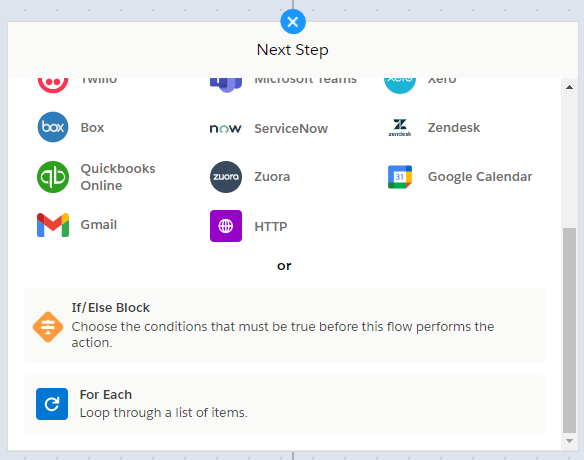 Next Step
Twilio
Microsoft Teams
Xero
box
Box
now
ServiceNow
zendesk
Zendesk
qb
Quickbooks
Online
zuora
Zuora
31
Google Calendar
Gmail
HTTP
or
If/Else Block
Choose the conditions that must be true before this flow performs the
action.
For Each
Loop through a list of items.